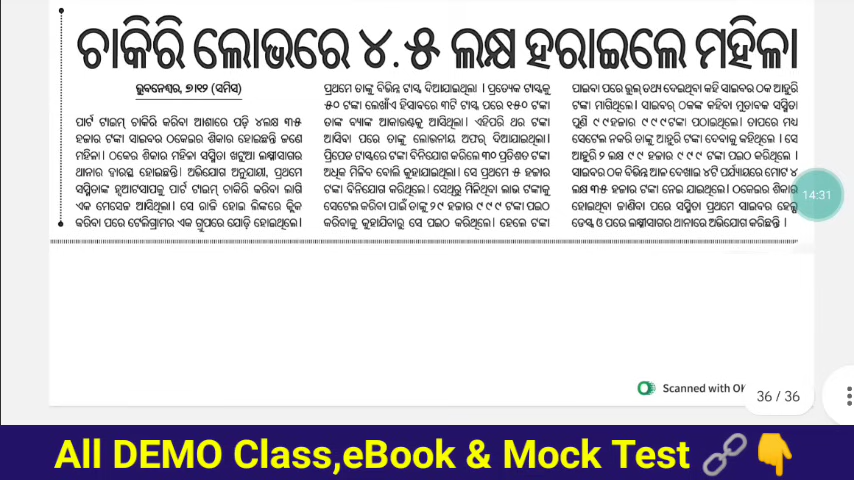 ଚାକିରି ଲୋଭରେ ୪.୫ ଲକ୍ଷ ହରାଇଲେ ମହିଳା
ଭୁବନେଶ୍ୱର, ୭ା୧୨ (ସମିସ)
ପାର୍ଟ ଟାଇମ୍ ଚାକିରି କରିବା ଆଶାରେ ପଡ଼ି ୪ଲକ୍ଷ ୩୫
ହଜାର ଟଙ୍କା ସାଇବର ଠକେଇର ଶିକାର ହୋଇଛନ୍ତି ଜଣେ
ମହିଳା। ଠକେର ଶିକାର ମହିଳା ସସ୍ମିତା ଖଟୁଆ ଲକ୍ଷ୍ମୀସାଗର
ଥାନାର ଦ୍ୱାରସ୍ଥ ହୋଇଛନ୍ତି। ଅଭିଯୋଗ ଅନୁଯାୟୀ, ପ୍ରଥମେ
ସସ୍ମିତାଙ୍କ ହ୍ୱାଟସାପକୁ ପାର୍ଟ ଟାଇମ୍ ଚାକିରି କରିବା ଲାଗି
ଏକ ମେସେଜ ଆସିଥିଲା। ସେ ରାଜି ହୋଇ ଲିଙ୍କରେ କ୍ଲିକ
କରିବା ପରେ ଟେଲିଗ୍ରାମର ଏକ ଗ୍ରୁପରେ ଯୋଡ଼ି ହୋଇଥିଲେ।
ପ୍ରଥମେ ତାଙ୍କୁ ବିଭିନ୍ନ ଟାସ୍କ ଦିଆଯାଇଥିଲା । ପ୍ରତ୍ୟେକ ଟାସ୍କକୁ
୫୦ ଟଙ୍କା ଲେଖାଁଏ ହିସାବରେ ୩ଟି ଟାସ୍କ ପରେ ୧୫୦ ଟଙ୍କା
ତାଙ୍କ ବ୍ୟାଙ୍କ ଆକାଉଣ୍ଟକୁ ଆସିଥିଲା। ଏହିପରି ଥର ଟଙ୍କା
ଆସିବା ପରେ ତାଙ୍କୁ ଲୋଭନୀୟ ଅଫର୍ ଦିଆଯାଇଥିଲା।
ପ୍ରିପେଡ ଟାସ୍କରେ ଟଙ୍କା ବିନିଯୋଗ କରିଲେ ୩୦ ପ୍ରତିଶତ ଟଙ୍କା
ଅଧିକ ମିଳିବ ବୋଲି କୁହାଯାଇଥିଲା। ସେ ପ୍ରଥମେ ୫ ହଜାର
ଟଙ୍କା ବିନିଯୋଗ କରିଥିଲେ। ସେଥିରୁ ମିଳିଥିବା ଲାଭ ଟଙ୍କାକୁ
ସେଟେଲ କରିବା ପାଇଁ ତାଙ୍କୁ ୨୯ ହଜାର ୯୯୯ ଟଙ୍କା ପଇଠ
କରିବାକୁ କୁହାଯିବାରୁ ସେ ପଇଠ କରିଥିଲେ। ହେଲେ ଟଙ୍କା
ପାଇବା ପରେ ଭୁଲ୍ ତଥ୍ୟ ଦେଇଥିବା କହି ସାଇବର ଠକ ଆହୁରି
ଟଙ୍କା ମାଗିଥିଲେ। ସାଇବର୍ ଠକଙ୍କ କହିବା ମୁତାବକ ସସ୍ମିତା
ପୁଣି ୯୯ହଜାର ୯୯୯ଟଙ୍କା ପଠାଇଥିଲେ। ତାପରେ ମଧ୍ୟ
ସେଟେଲ ନକରି ତାଙ୍କୁ ଆହୁରି ଟଙ୍କା ଦେବାକୁ କହିଥିଲେ । ସେ
ଆହୁରି ୨ ଲକ୍ଷ ୯୯ ହଜାର ୯୯୯ ଟଙ୍କା ପଇଠ କରିଥିଲେ ।
ସାଇବର ଠକ ବିଭିନ୍ନ ଆଳ ଦେଖାଇ ୪ଟି ପର୍ଯ୍ୟାୟରେ ମୋଟ ୪
ଲକ୍ଷ ୩୫ ହଜାର ଟଙ୍କା ନେଇ ଯାଇଥିଲେ। ଠକେଇର ଶିକାର
ହୋଇଥିବା ଜାଣିବା ପରେ ସସ୍ମିତା ପ୍ରଥମେ ସାଇବର ହେଲ୍ପ
ଡେସ୍କ ଓ ପରେ ଲକ୍ଷ୍ମୀସାଗର ଥାନାରେ ଅଭିଯୋଗ କରିଛନ୍ତି ।
14:31
Scanned with
36 / 36
All DEMO Class,eBook & Mock Test